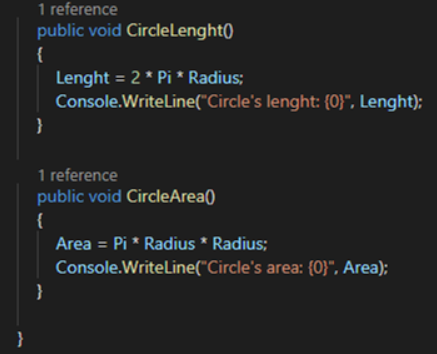 1 reference
public void CircleLenght()
{
Lenght = 2 * Pi * Radius;
Console.WriteLine("Circle's lenght: {0}", Lenght);
}
1 reference
public void CircleArea()
{
Area = Pi * Radius * Radius;
Console.WriteLine("Circle's area: {0}", Area);
}
}